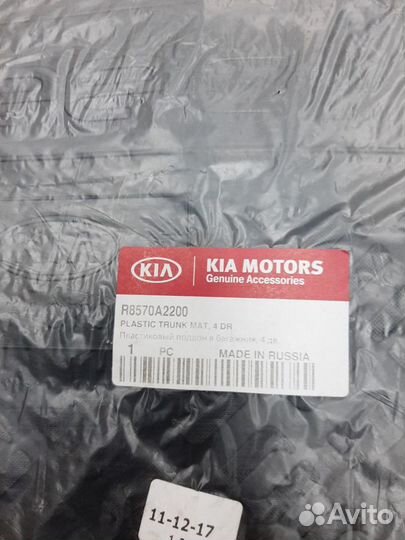 KIA
KIA
KIA MOTORS
Genuine Accessories
R8570A2200
PLASTIC TRUNK MAT, 4 DR
Пластиковый поддон в багажник, 4 дв
1 PC MADE IN RUSSIA
11-12-17
Avito